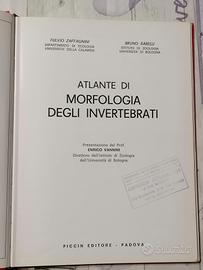 FULVIO ZAFFAGNINI
DIPARTIMENTO DI ECOLOGIA
UNIVERSITÀ DELLA CALABRIA
BRUNO SABELLI
ISTITUTO DI ZOOLOGIA
UNIVERSITÀ DI BOLOGNA
ATLANTE DI
MORFOLOGIA
DEGLI INVERTEBRATI
Presentazione del Prof.
ENRICO VANNINI
Direttore dell'Istituto di Zoologia
dell'Università di Bologna
PICCIN EDITORE - PADOVA
subito